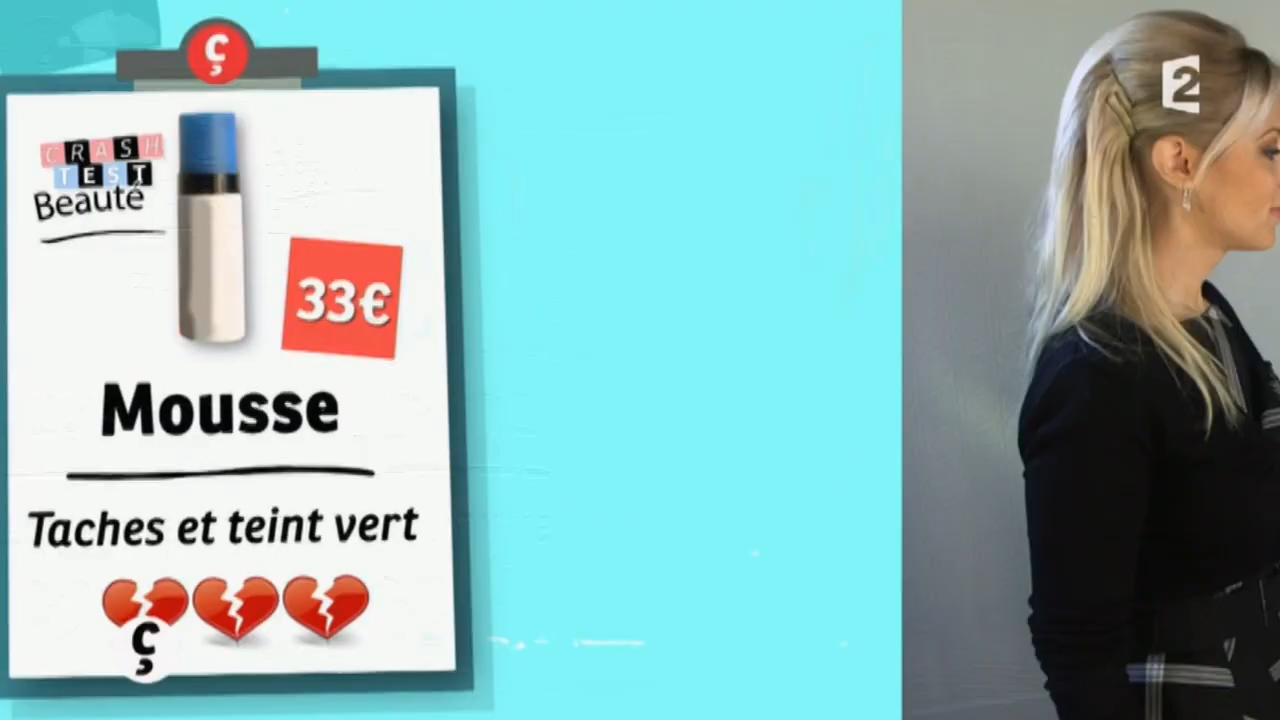 ç
CRASH
TEST
Beauté
33€
Mousse
Taches et teint vert
ç
2